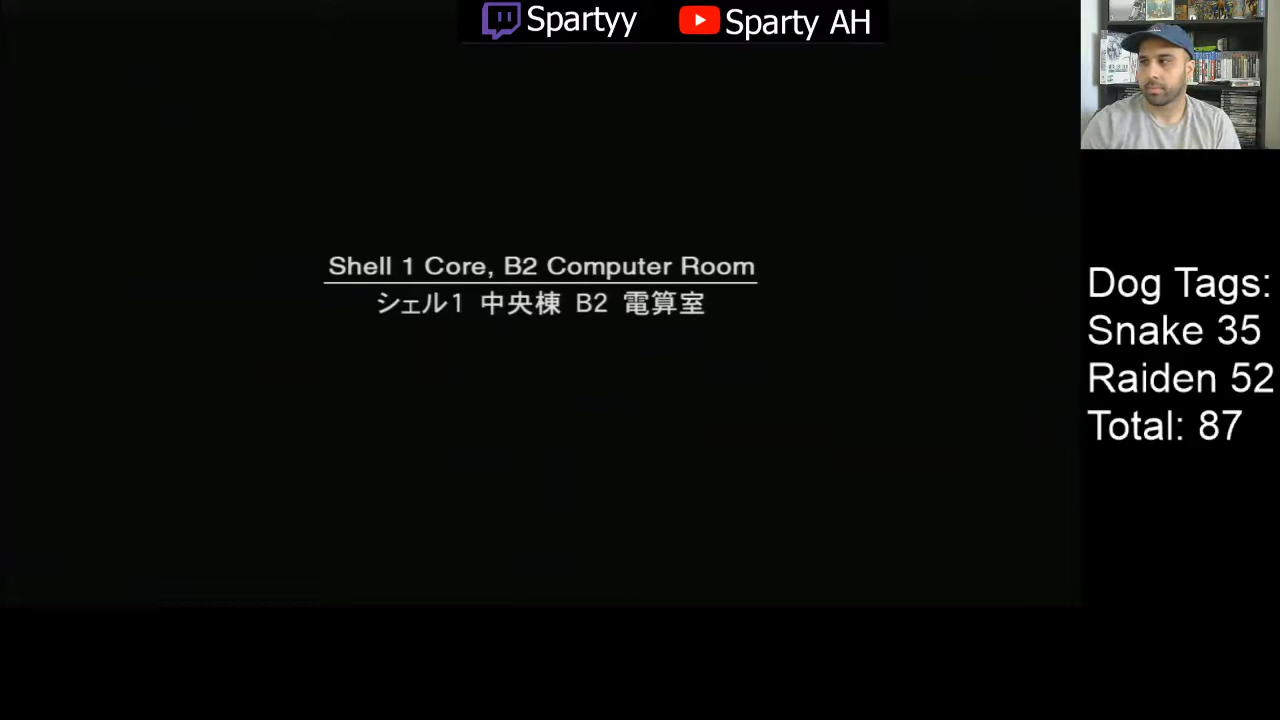 Spartyy
Sparty AH
Shell 1 Core, B2 Computer Room
シェル1 中央棟 B2 電算室
Dog Tags:
Snake 35
Raiden 52
Total: 87